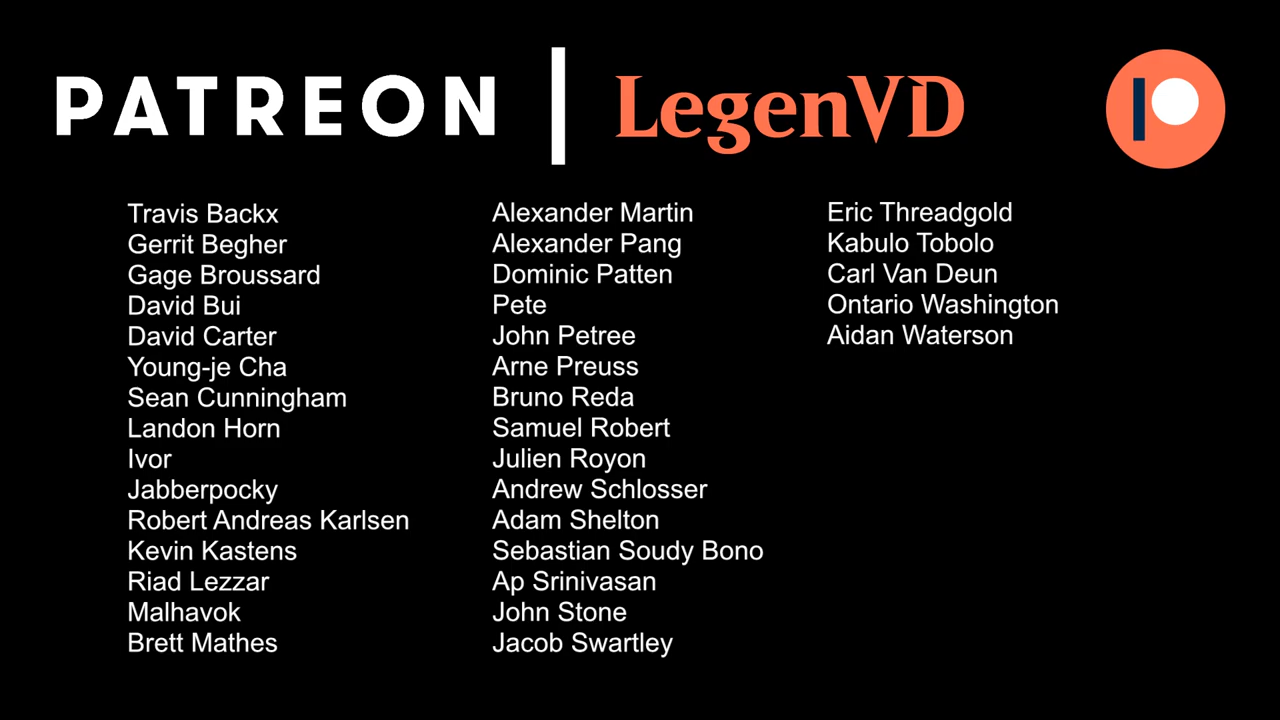 PATREON | LegenVD
Travis Backx
Gerrit Begher
Gage Broussard
David Bui
David Carter
Young-je Cha
Sean Cunningham
Landon Horn
Ivor
Jabberpocky
Robert Andreas Karlsen
Kevin Kastens
Riad Lezzar
Malhavok
Brett Mathes
Alexander Martin
Alexander Pang
Dominic Patten
Pete
John Petree
Arne Preuss
Bruno Reda
Samuel Robert
Julien Royon
Andrew Schlosser
Adam Shelton
Sebastian Soudy Bono
Ap Srinivasan
John Stone
Jacob Swartley
Eric Threadgold
Kabulo Tobolo
Carl Van Deun
Ontario Washington
Aidan Waterson